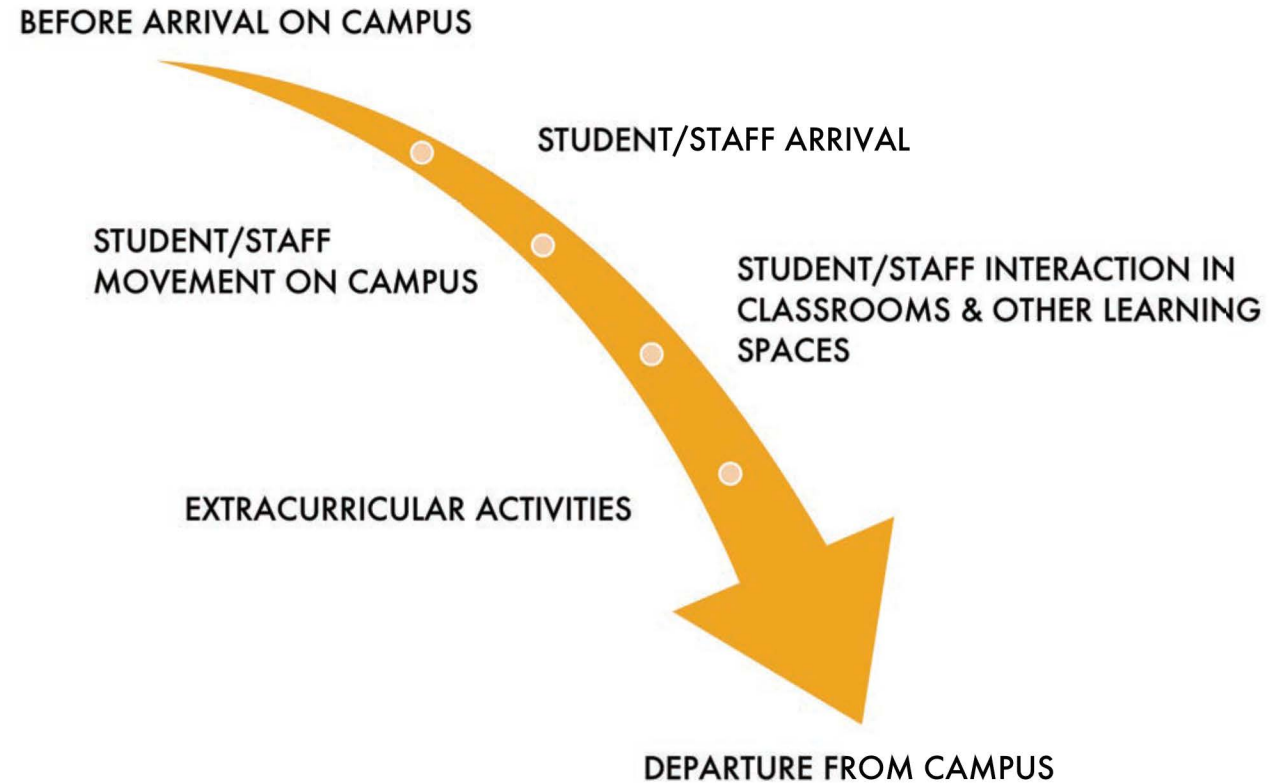 BEFORE ARRIVAL ON CAMPUS
STUDENT/STAFF ARRIVAL
STUDENT/STAFF
MOVEMENT ON CAMPUS
STUDENT/STAFF INTERACTION IN
CLASSROOMS & OTHER LEARNING
SPACES
EXTRACURRICULAR ACTIVITIES
DEPARTURE FROM CAMPUS